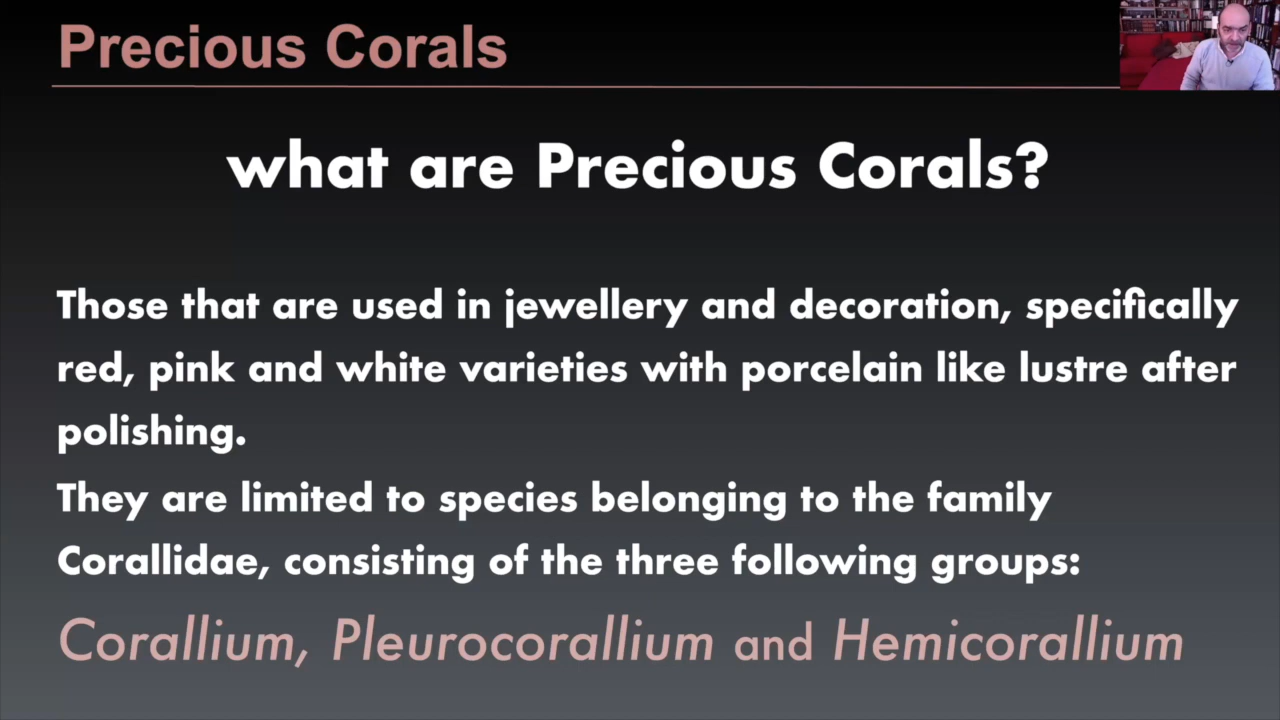 Precious Corals
what are Precious Corals?
Those that are used in jewellery and decoration, specifically
red, pink and white varieties with porcelain like lustre after
polishing.
They are limited to species belonging to the family
Corallidae, consisting of the three following groups:
Corallium, Pleurocorallium and Hemicorallium